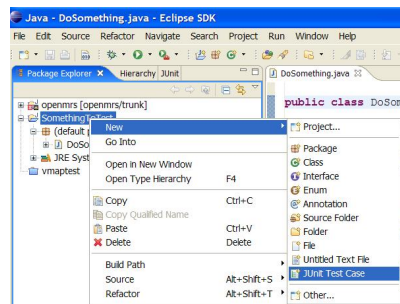 Java - DoSomething.java - Eclipse SDK
File Edit Source Refactor Navigate Search Project Run Window Help
Package Explorer Hierarchy JUnit
DoSomething.java
openmrs [openmrs/trunk]
SomethingToTest
(default p
DoSo
JRE Syst
vmaptest
public class DoSom
New
Go Into
Open in New Window
Open Type Hierarchy F4
Copy Ctrl+C
Copy Qualified Name
Paste Ctrl+V
Delete Delete
Build Path
Source Alt+Shift+S
Refactor Alt+Shift+T
Project...
Package
Class
Interface
Enum
Annotation
Source Folder
Folder
File
Untitled Text File
JUnit Test Case
Other...